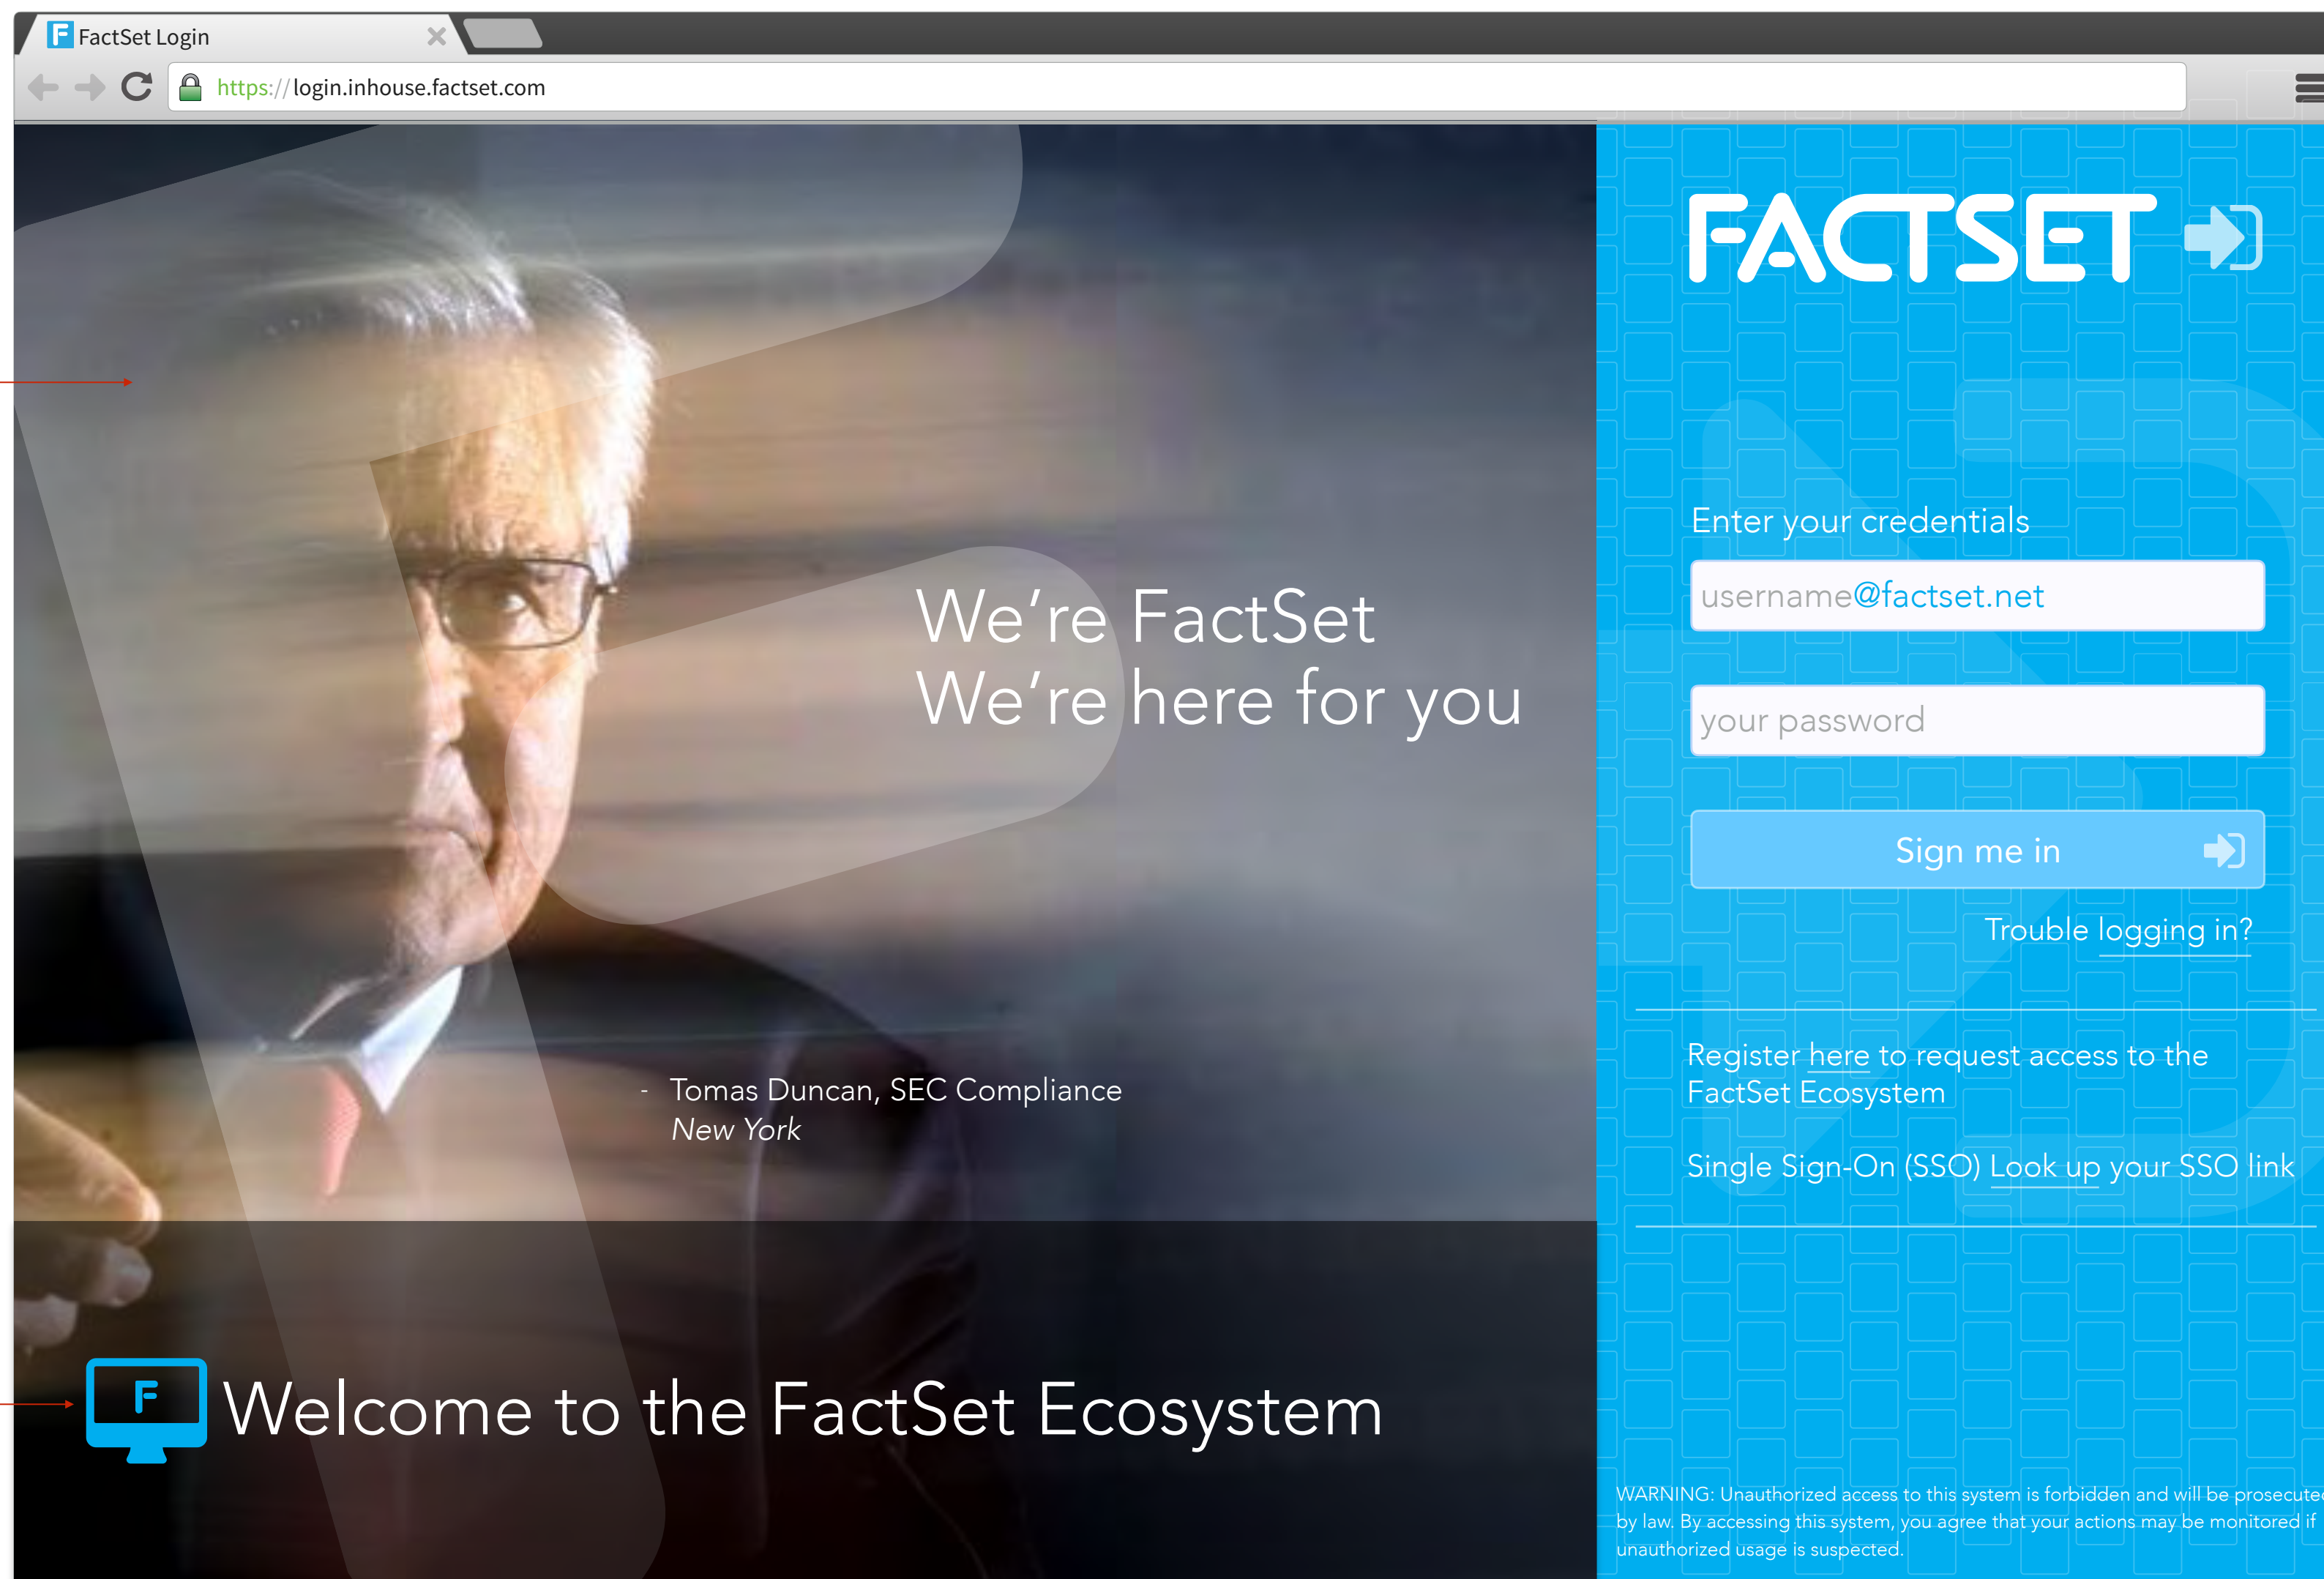 FactSet Login
https://login.inhouse.factset.com
FACTSET
We're FactSet
We're here for you
- Tomas Duncan, SEC Compliance
New York
F
Welcome to the FactSet Ecosystem
Enter your credentials
username@factset.net
your password
Sign me in
Trouble logging in?
Register here to request access to the
FactSet Ecosystem
Single Sign-On (SSO) Look up your SSO link
WARNING: Unauthorized access to this system is forbidden and will be prosecuted
by law. By accessing this system, you agree that your actions may be monitored if
unauthorized usage is suspected.